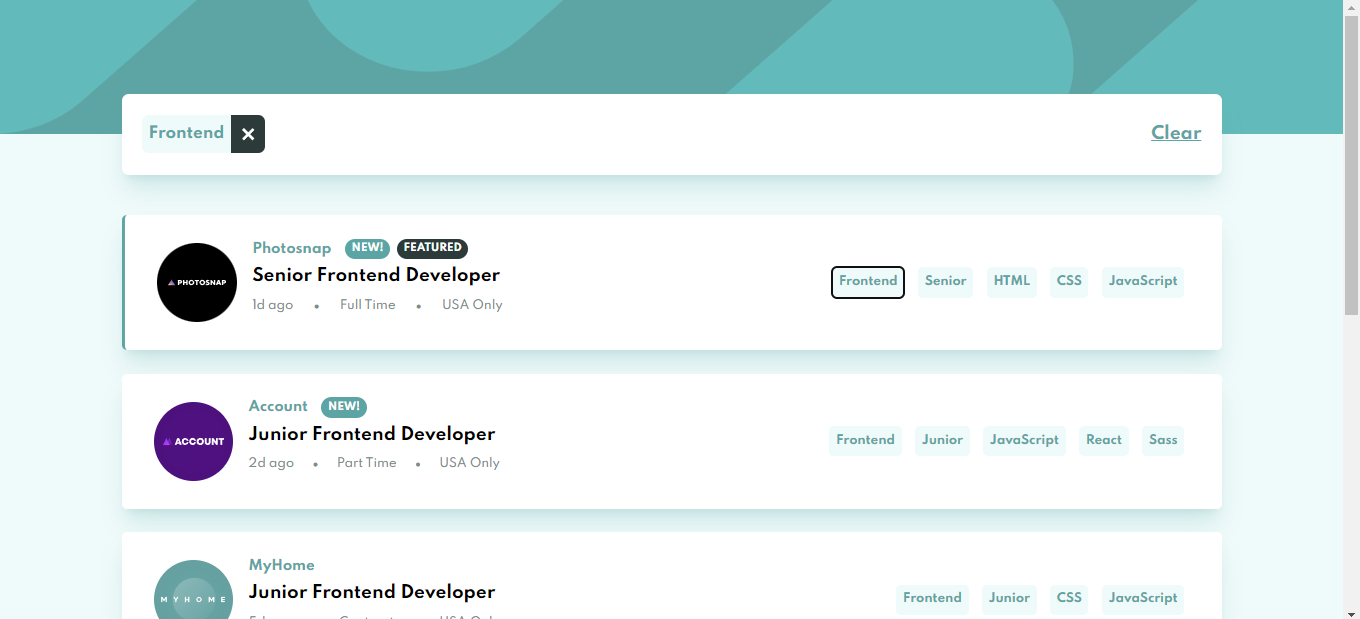 Frontend ×
Clear
PHOTOSNAP
Photosnap NEW! FEATURED
Senior Frontend Developer
1d ago • Full Time • USA Only
Frontend Senior HTML CSS JavaScript
ACCOUNT
Account NEW!
Junior Frontend Developer
2d ago • Part Time • USA Only
Frontend Junior JavaScript React Sass
MYHOME
MyHome
Junior Frontend Developer
Frontend Junior CSS JavaScript